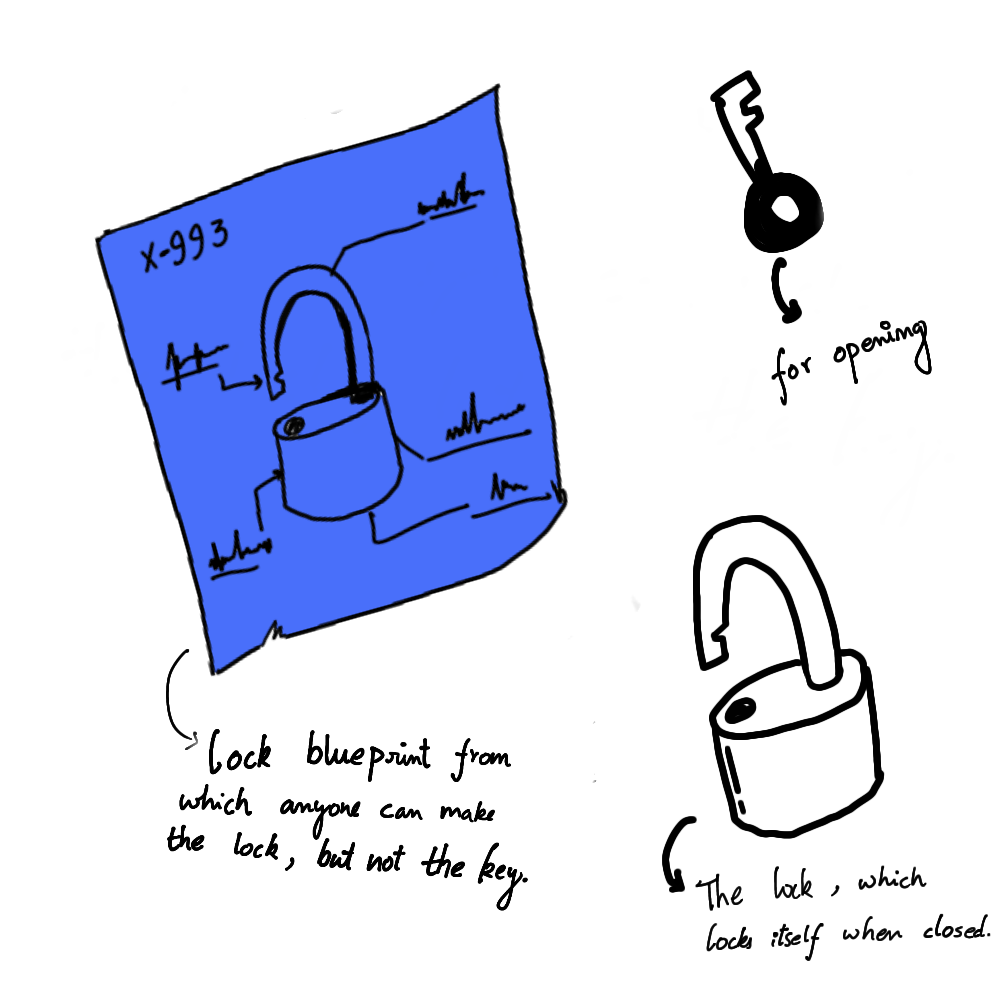 X-993
for opening
Lock blueprint from
which anyone can make
the lock, but not the key.
The lock, which
locks itself when closed.